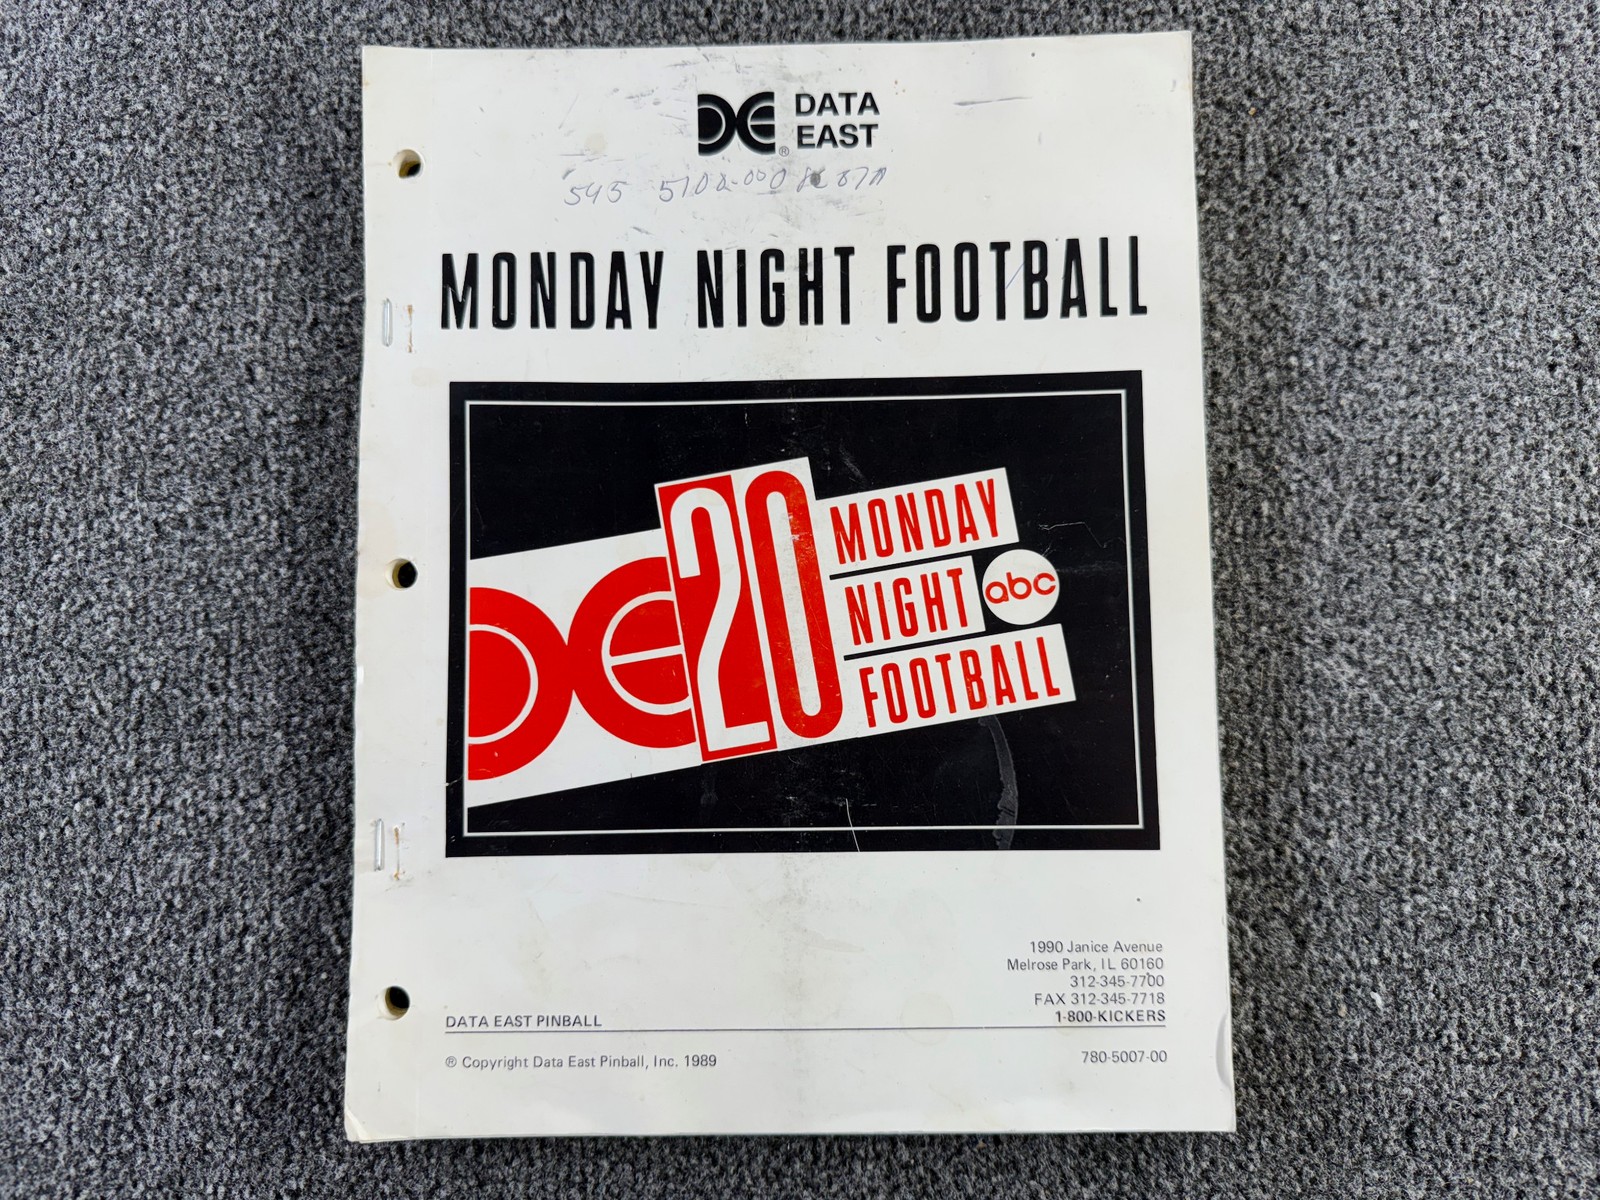 DATA
EAST
®
545
MONDAY NIGHT FOOTBALL
20
MONDAY
NIGHT
FOOTBALL
abc
1990 Janice Avenue
Melrose Park, IL 60160
312-345-7700
FAX 312-345-7718
1-800-KICKERS
DATA EAST PINBALL
® Copyright Data East Pinball, Inc. 1989
780-5007-00